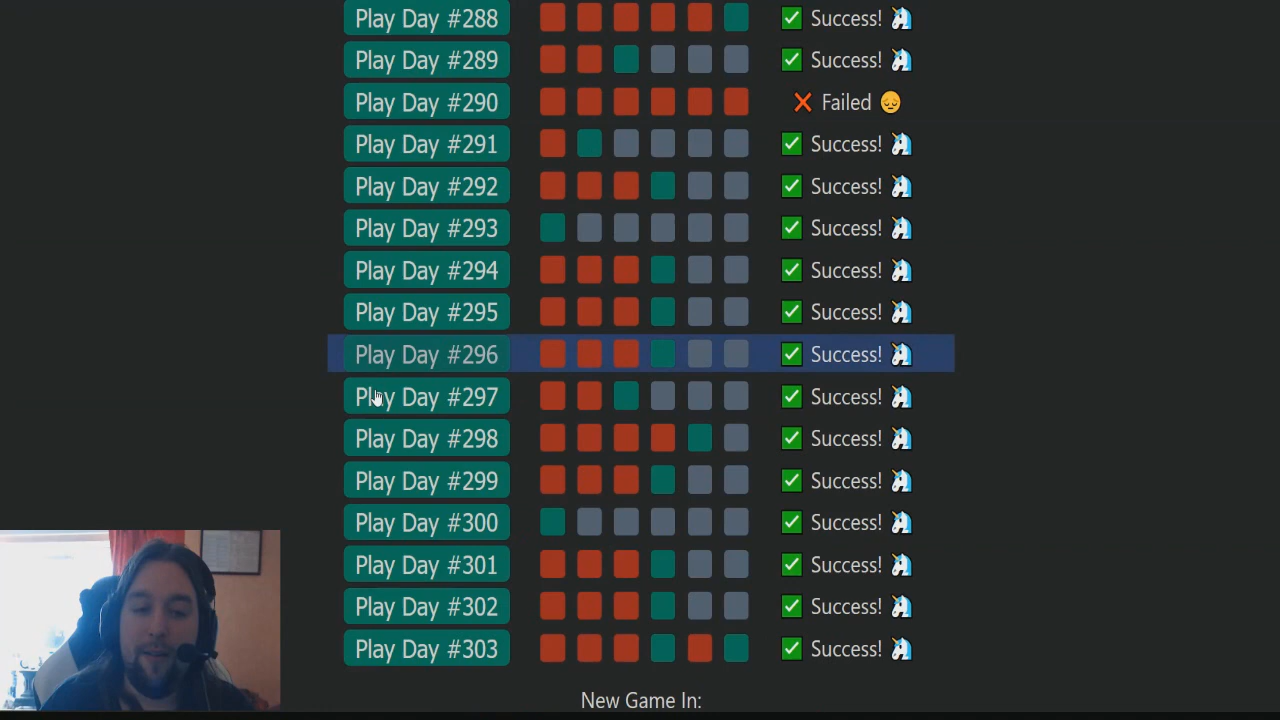 Play Day #288 Success!
Play Day #289 Success!
Play Day #290 Failed
Play Day #291 Success!
Play Day #292 Success!
Play Day #293 Success!
Play Day #294 Success!
Play Day #295 Success!
Play Day #296 Success!
Play Day #297 Success!
Play Day #298 Success!
Play Day #299 Success!
Play Day #300 Success!
Play Day #301 Success!
Play Day #302 Success!
Play Day #303 Success!
New Game In: